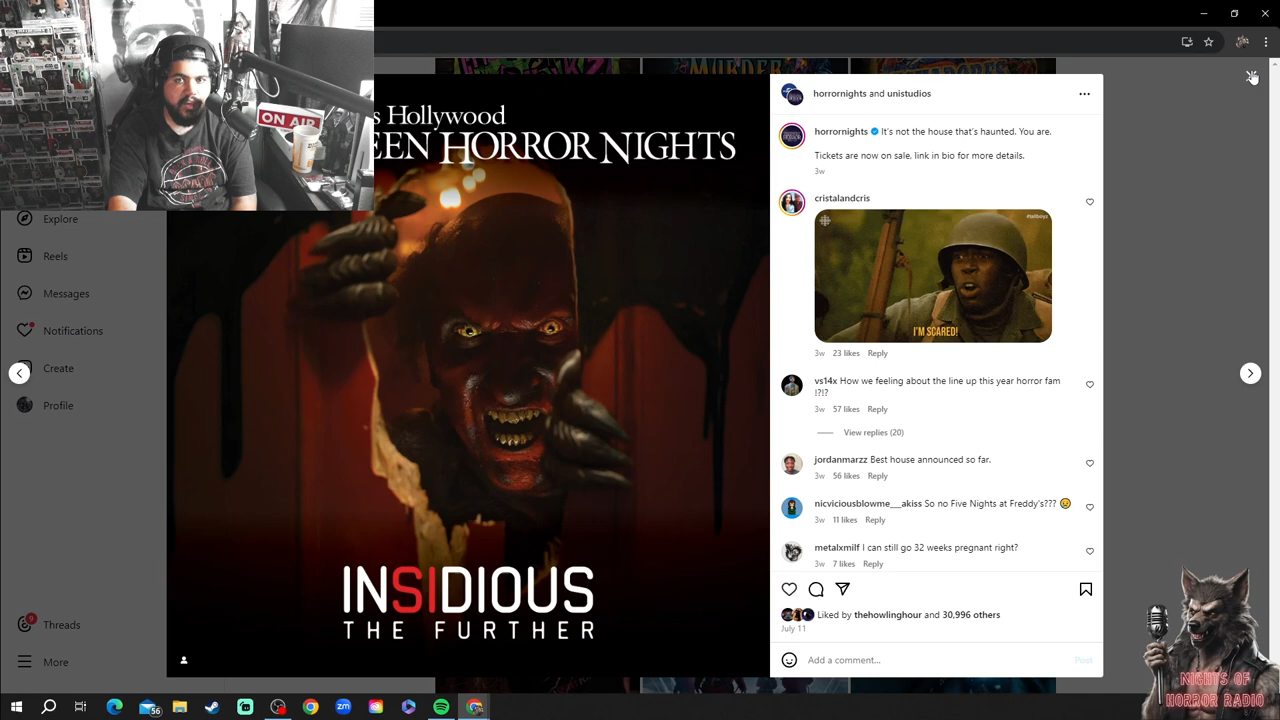 ON AIR
s Hollywood
EEN HORROR NIGHTS
Explore
Reels
Messages
Notifications
Create
Profile
9
Threads
More
INSIDIOUS
THE FURTHER
horrornights and unistudios
horrornights It's not the house that's haunted. You are.
Tickets are now on sale, link in bio for more details.
3w
cristalandcris
#tallboyz
I'M SCARED!
3w 23 likes Reply
vs14x How we feeling about the line up this year horror fam
!?!?
3w 57 likes Reply
View replies (20)
jordanmarzz Best house announced so far.
3w 56 likes Reply
nicviciousblowme___akiss So no Five Nights at Freddy's???
3w 11 likes Reply
metalxmilf I can still go 32 weeks pregnant right?
3w 7 likes Reply
Liked by thehowlinghour and 30,996 others
July 11
Add a comment...
Post
NIGHTS OF
HORROR RADIO
56
zm